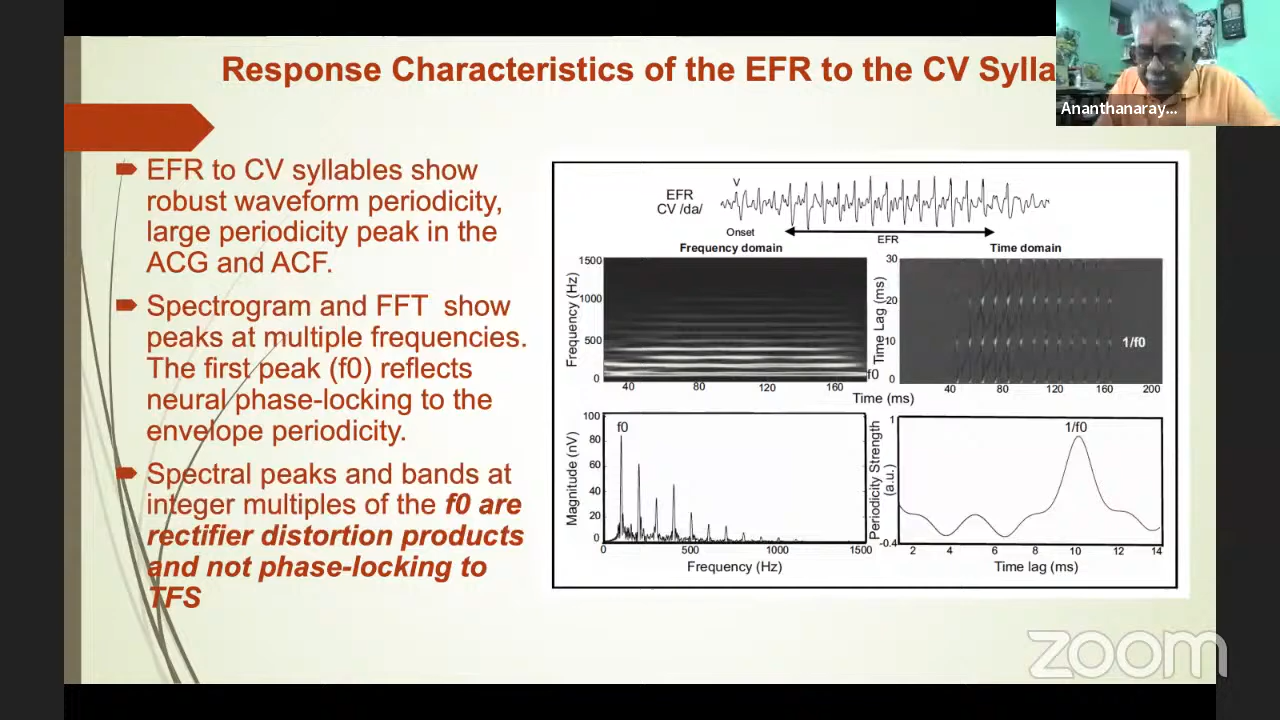 Response Characteristics of the EFR to the CV Sylla
Ananthanaray...
EFR to CV syllables show
robust waveform periodicity,
large periodicity peak in the
ACG and ACF.
Spectrogram and FFT show
peaks at multiple frequencies.
The first peak (f0) reflects
neural phase-locking to the
envelope periodicity.
Spectral peaks and bands at
integer multiples of the f0 are
rectifier distortion products
and not phase-locking to
TFS
V
EFR
CV /da/
Onset
EFR
Frequency domain
Time domain
Frequency (Hz)
1500
1000
500
0
40
80
120
160
f0
Time Lag (ms)
30
20
10
0
1/f0
40
80
120
160
200
Time (ms)
Magnitude (nV)
100
80
60
40
20
0
f0
0
500
1000
1500
Frequency (Hz)
Periodicity Strength
(a.u.)
1
-0.4
1/f0
2
4
6
8
10
12
14
Time lag (ms)
zoom